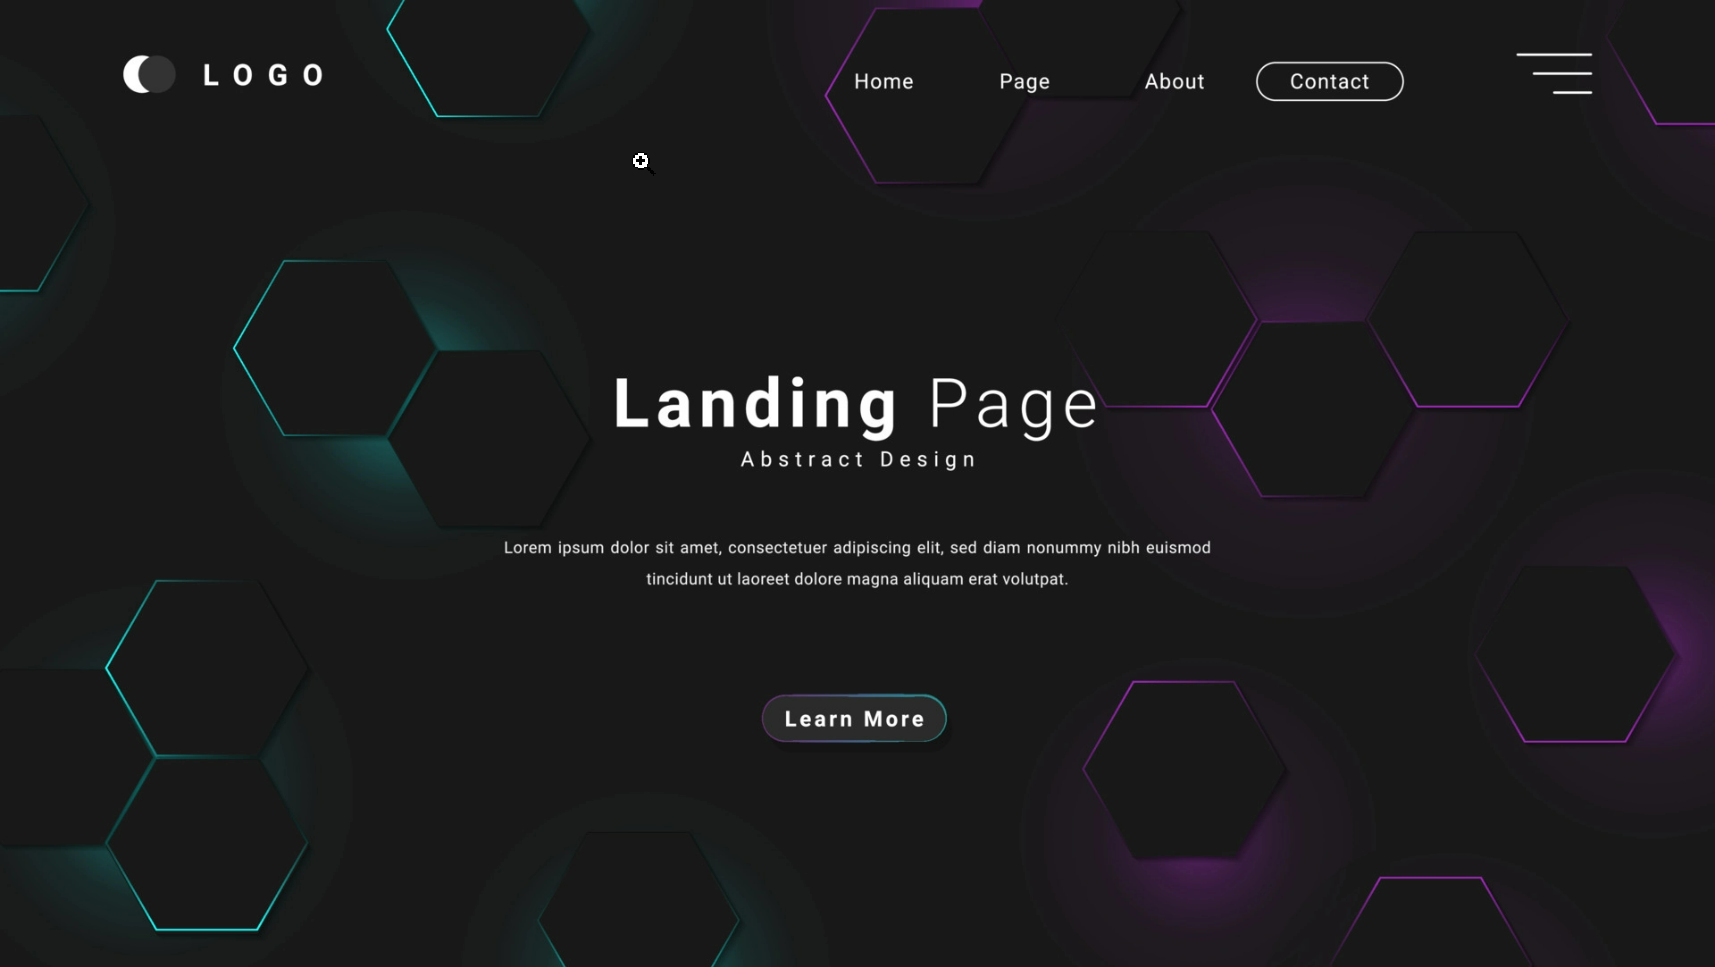 LOGO
Home Page About Contact
Landing Page
Abstract Design
Lorem ipsum dolor sit amet, consectetuer adipiscing elit, sed diam nonummy nibh euismod
tincidunt ut laoreet dolore magna aliquam erat volutpat.
Learn More